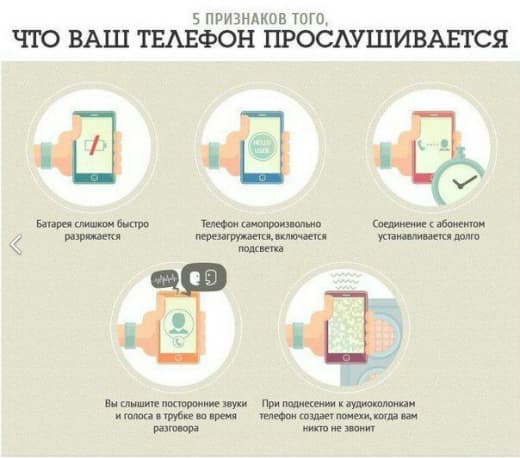 5 ПРИЗНАКОВ ТОГО,
ЧТО ВАШ ТЕЛЕФОН ПРОСЛУШИВАЕТСЯ
HELLO
USER
Батарея слишком быстро
разряжается
Телефон самопроизвольно
перезагружается, включается
подсветка
Соединение с абонентом
устанавливается долго
Вы слышите посторонние звуки
и голоса в трубке во время
разговора
При поднесении к аудиоколонкам
телефон создает помехи, когда вам
никто не звонит